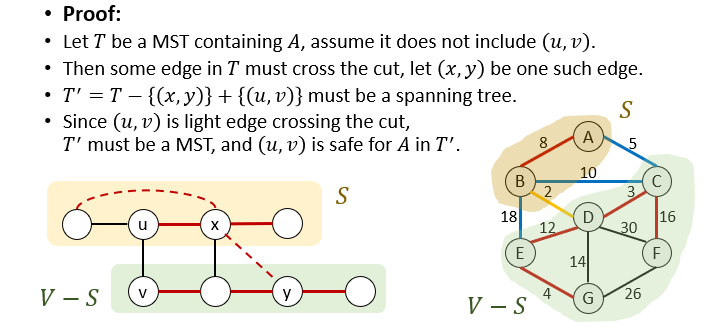 • Proof:
• Let T be a MST containing A, assume it does not include (u, v).
• Then some edge in T must cross the cut, let (x, y) be one such edge.
• T′ = T − {(x, y)} + {(u, v)} must be a spanning tree.
• Since (u, v) is light edge crossing the cut,
T′ must be a MST, and (u, v) is safe for A in T′.
S
u
x
V − S
v
y
S
8
A
5
B
10
C
2
3
18
12
D
30
16
E
14
F
4
G
26
V − S